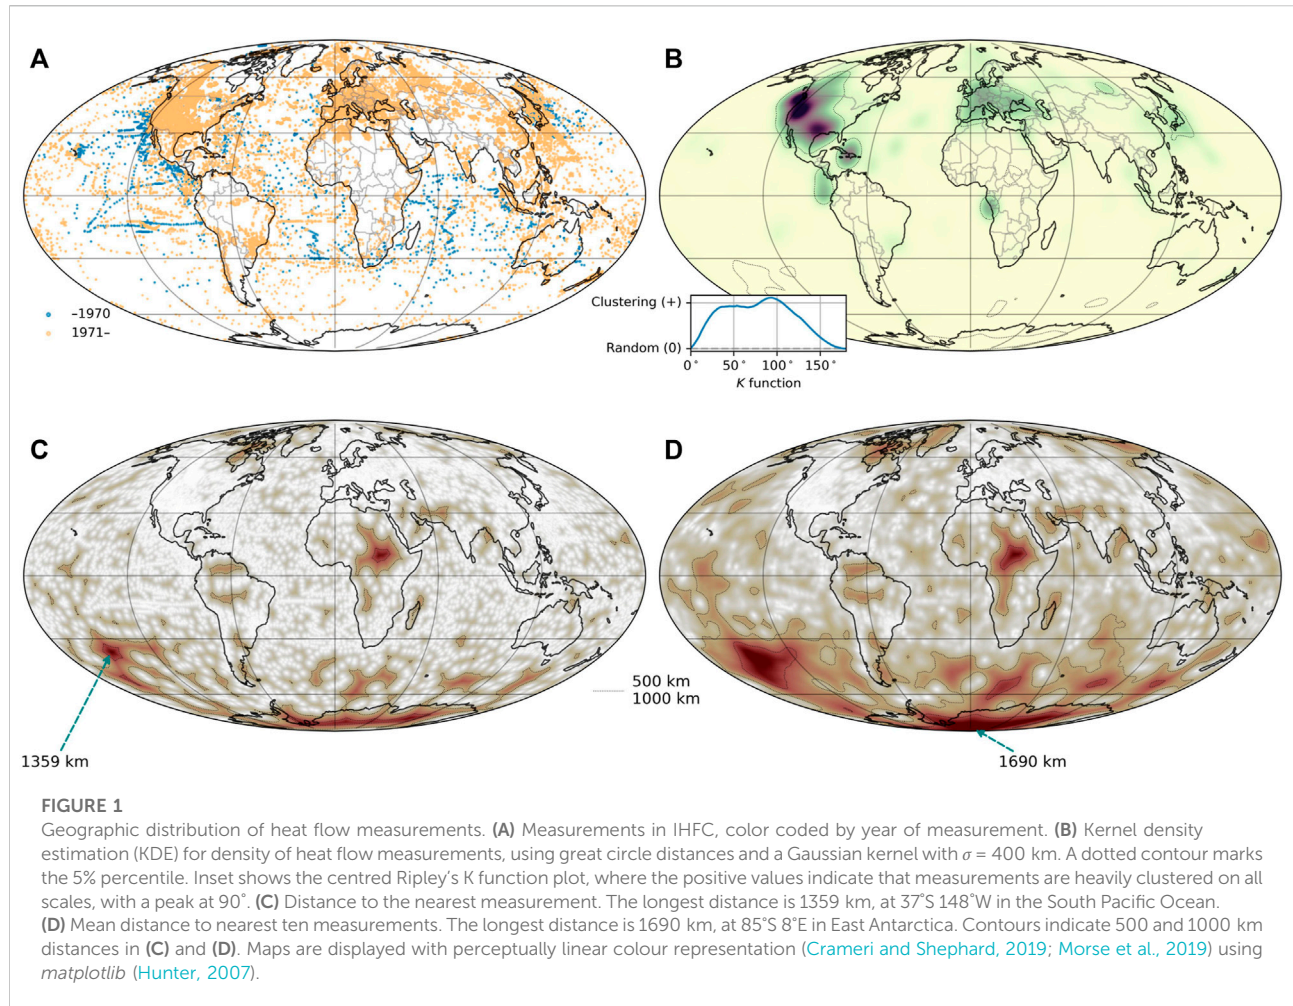 A
B
–1970
1971–
Clustering (+)
Random (0)
0° 50° 100° 150°
K function
C
D
500 km
1000 km
1359 km
1690 km
FIGURE 1
Geographic distribution of heat flow measurements. (A) Measurements in IHFC, color coded by year of measurement. (B) Kernel density
estimation (KDE) for density of heat flow measurements, using great circle distances and a Gaussian kernel with σ = 400 km. A dotted contour marks
the 5% percentile. Inset shows the centred Ripley's K function plot, where the positive values indicate that measurements are heavily clustered on all
scales, with a peak at 90°. (C) Distance to the nearest measurement. The longest distance is 1359 km, at 37°S 148°W in the South Pacific Ocean.
(D) Mean distance to nearest ten measurements. The longest distance is 1690 km, at 85°S 8°E in East Antarctica. Contours indicate 500 and 1000 km
distances in (C) and (D). Maps are displayed with perceptually linear colour representation (Crameri and Shephard, 2019; Morse et al., 2019) using
matplotlib (Hunter, 2007).